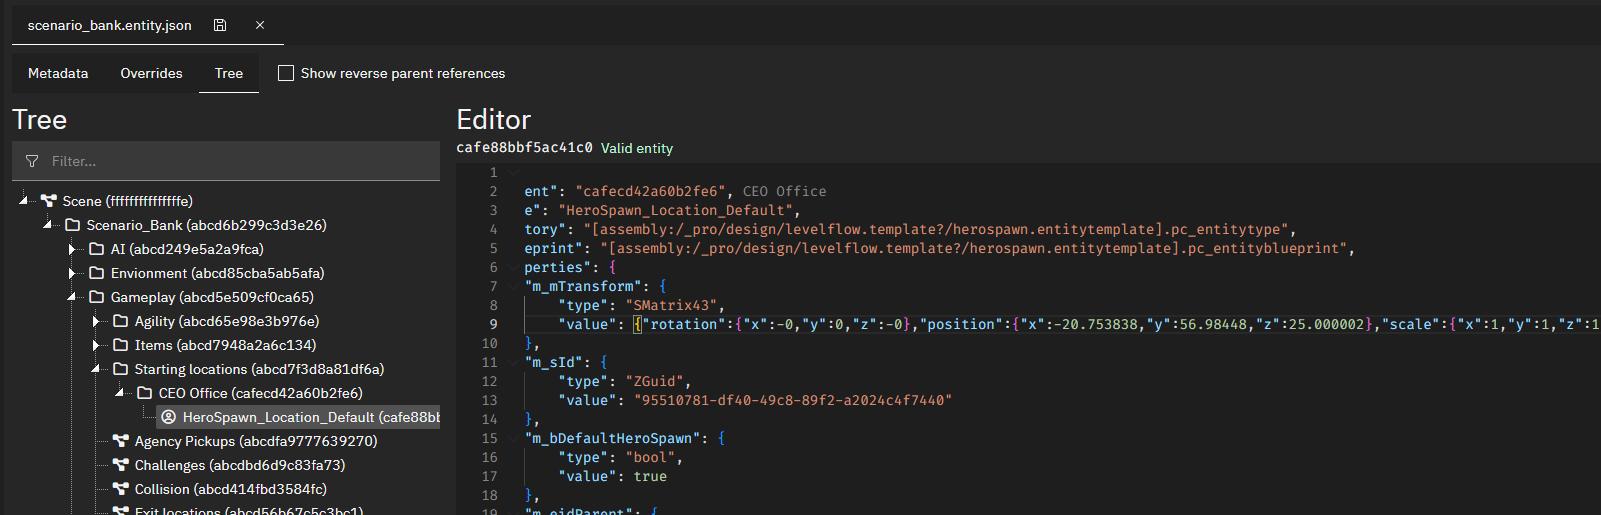 scenario_bank.entity.json
Metadata Overrides Tree Show reverse parent references
Tree
Filter...
Scene (fffffffffffffffe)
Scenario_Bank (abcd6b299c3d3e26)
AI (abcd249e5a2a9fca)
Envionment (abcd85cba5ab5afa)
Gameplay (abcd5e509cf0ca65)
Agility (abcd65e98e3b976e)
Items (abcd7948a2a6c134)
Starting locations (abcd7f3d8a81df6a)
CEO Office (cafecd42a60b2fe6)
HeroSpawn_Location_Default (cafe88bb
Agency Pickups (abcdfa9777639270)
Challenges (abcdbd6d9c83fa73)
Collision (abcd414fbd3584fc)
Exit locations (abcd56b67c5c3bc1)
Editor
cafe88bbf5ac41c0 Valid entity
1
2 ent": "cafecd42a60b2fe6", CEO Office
3 e": "HeroSpawn_Location_Default",
4 tory": "[assembly:/_pro/design/levelflow.template?/herospawn.entitytemplate].pc_entitytype",
5 eprint": "[assembly:/_pro/design/levelflow.template?/herospawn.entitytemplate].pc_entityblueprint",
6 perties": {
7 "m_mTransform": {
8 "type": "SMatrix43",
9 "value": {"rotation":{"x":-0,"y":0,"z":-0},"position":{"x":-20.753838,"y":56.98448,"z":25.000002},"scale":{"x":1,"y":1,"z":1
10 },
11 "m_sId": {
12 "type": "ZGuid",
13 "value": "95510781-df40-49c8-89f2-a2024c4f7440"
14 },
15 "m_bDefaultHeroSpawn": {
16 "type": "bool",
17 "value": true
18 },
19 "m_eidParent": {